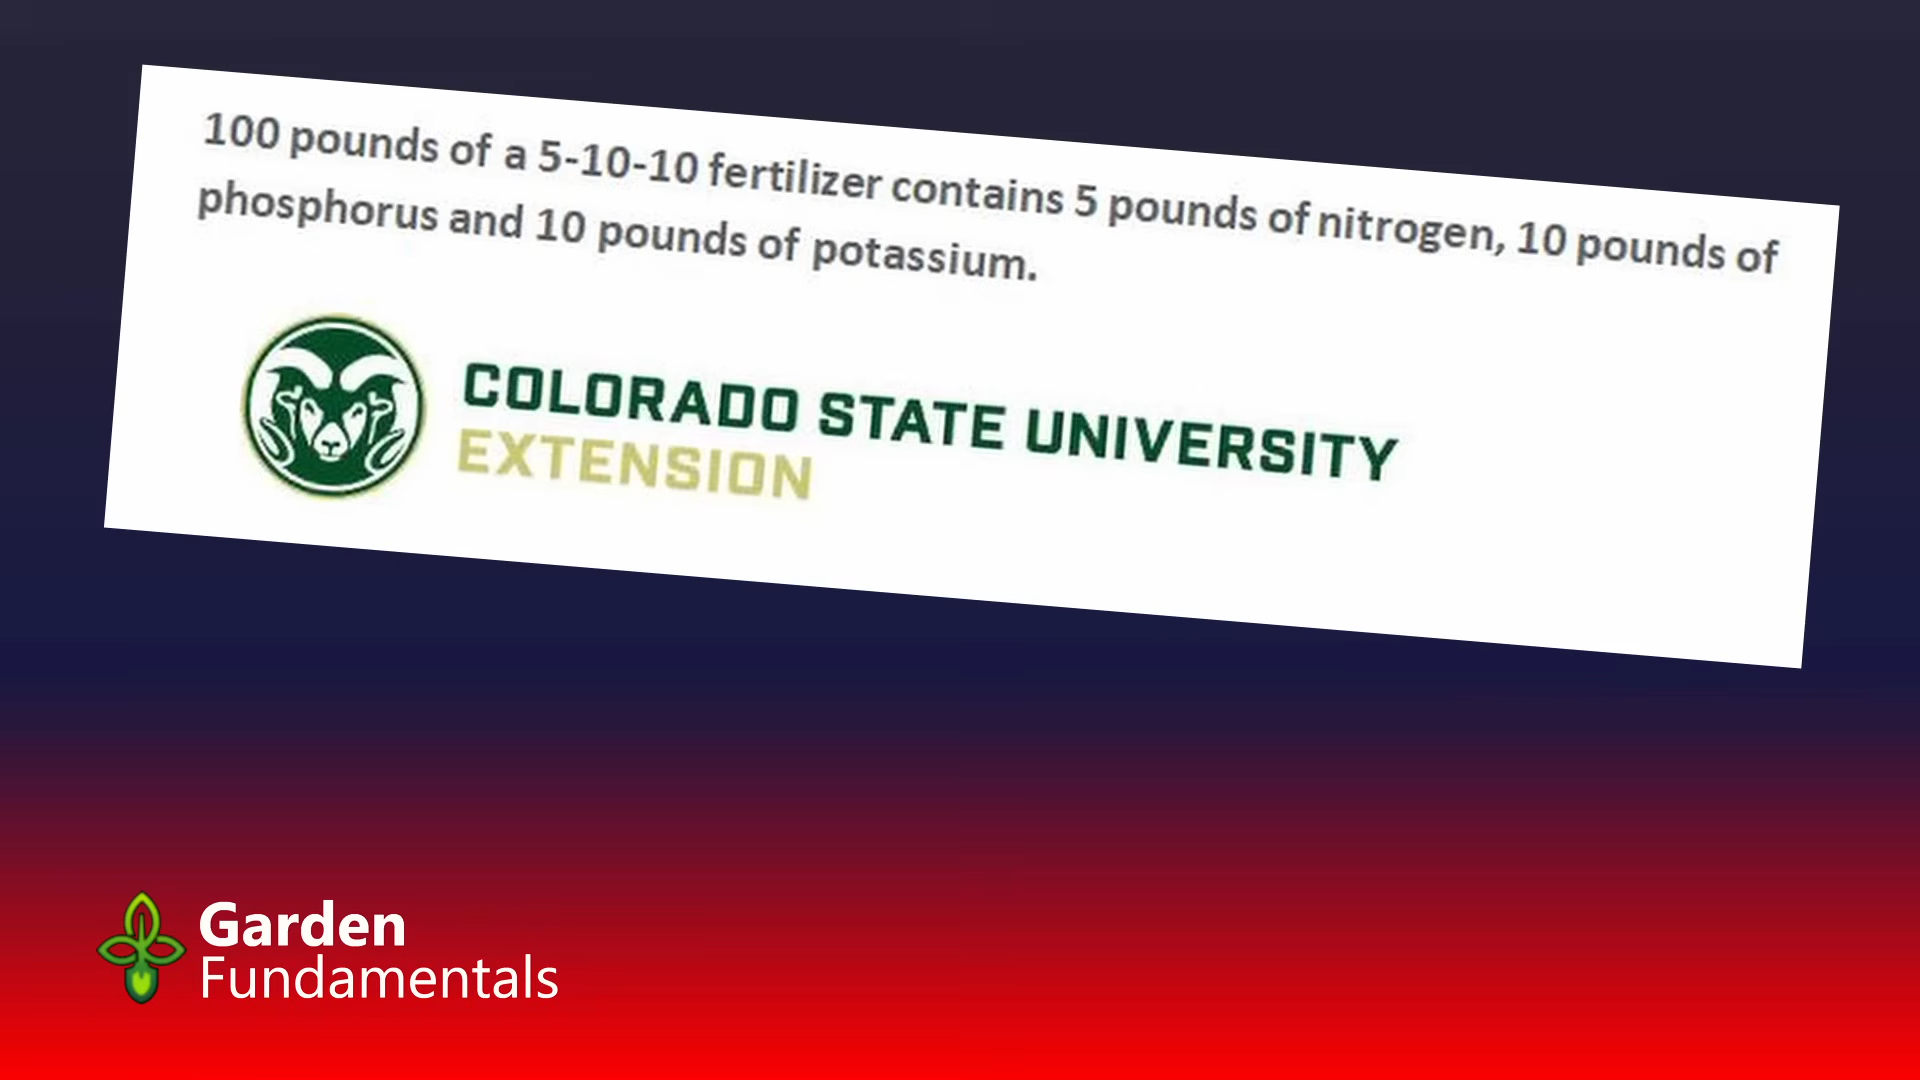 100 pounds of a 5-10-10 fertilizer contains 5 pounds of nitrogen, 10 pounds of
phosphorus and 10 pounds of potassium.
COLORADO STATE UNIVERSITY
EXTENSION
Garden
Fundamentals